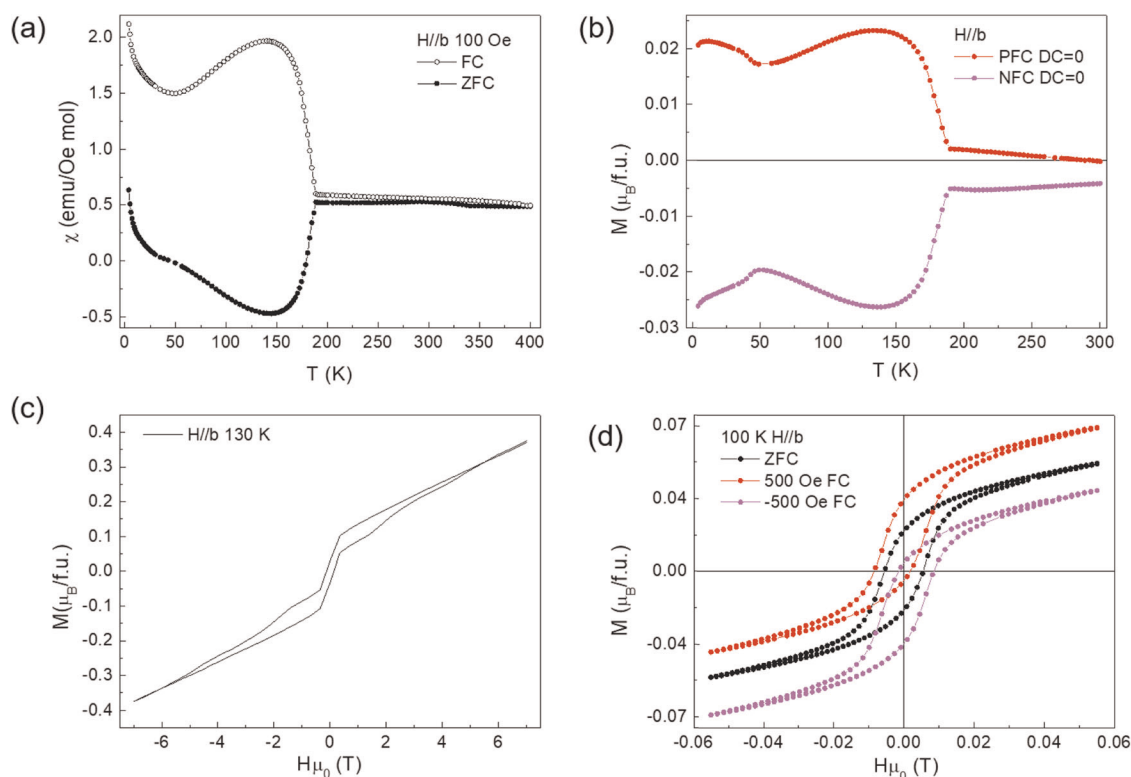 (a)
H//b 100 Oe
FC
ZFC
χ (emu/Oe mol)
2.0
1.5
1.0
0.5
0.0
-0.5
0 50 100 150 200 250 300 350 400
T (K)
(b)
H//b
PFC DC=0
NFC DC=0
M (μB/f.u.)
0.02
0.01
0.00
-0.01
-0.02
-0.03
0 50 100 150 200 250 300
T (K)
(c)
H//b 130 K
M(μB/f.u.)
0.4
0.3
0.2
0.1
0.0
-0.1
-0.2
-0.3
-0.4
-6 -4 -2 0 2 4 6
Hμ0 (T)
(d)
100 K H//b
ZFC
500 Oe FC
-500 Oe FC
M (μB/f.u.)
0.07
0.04
0.00
-0.04
-0.07
-0.06 -0.04 -0.02 0.00 0.02 0.04 0.06
Hμ0 (T)